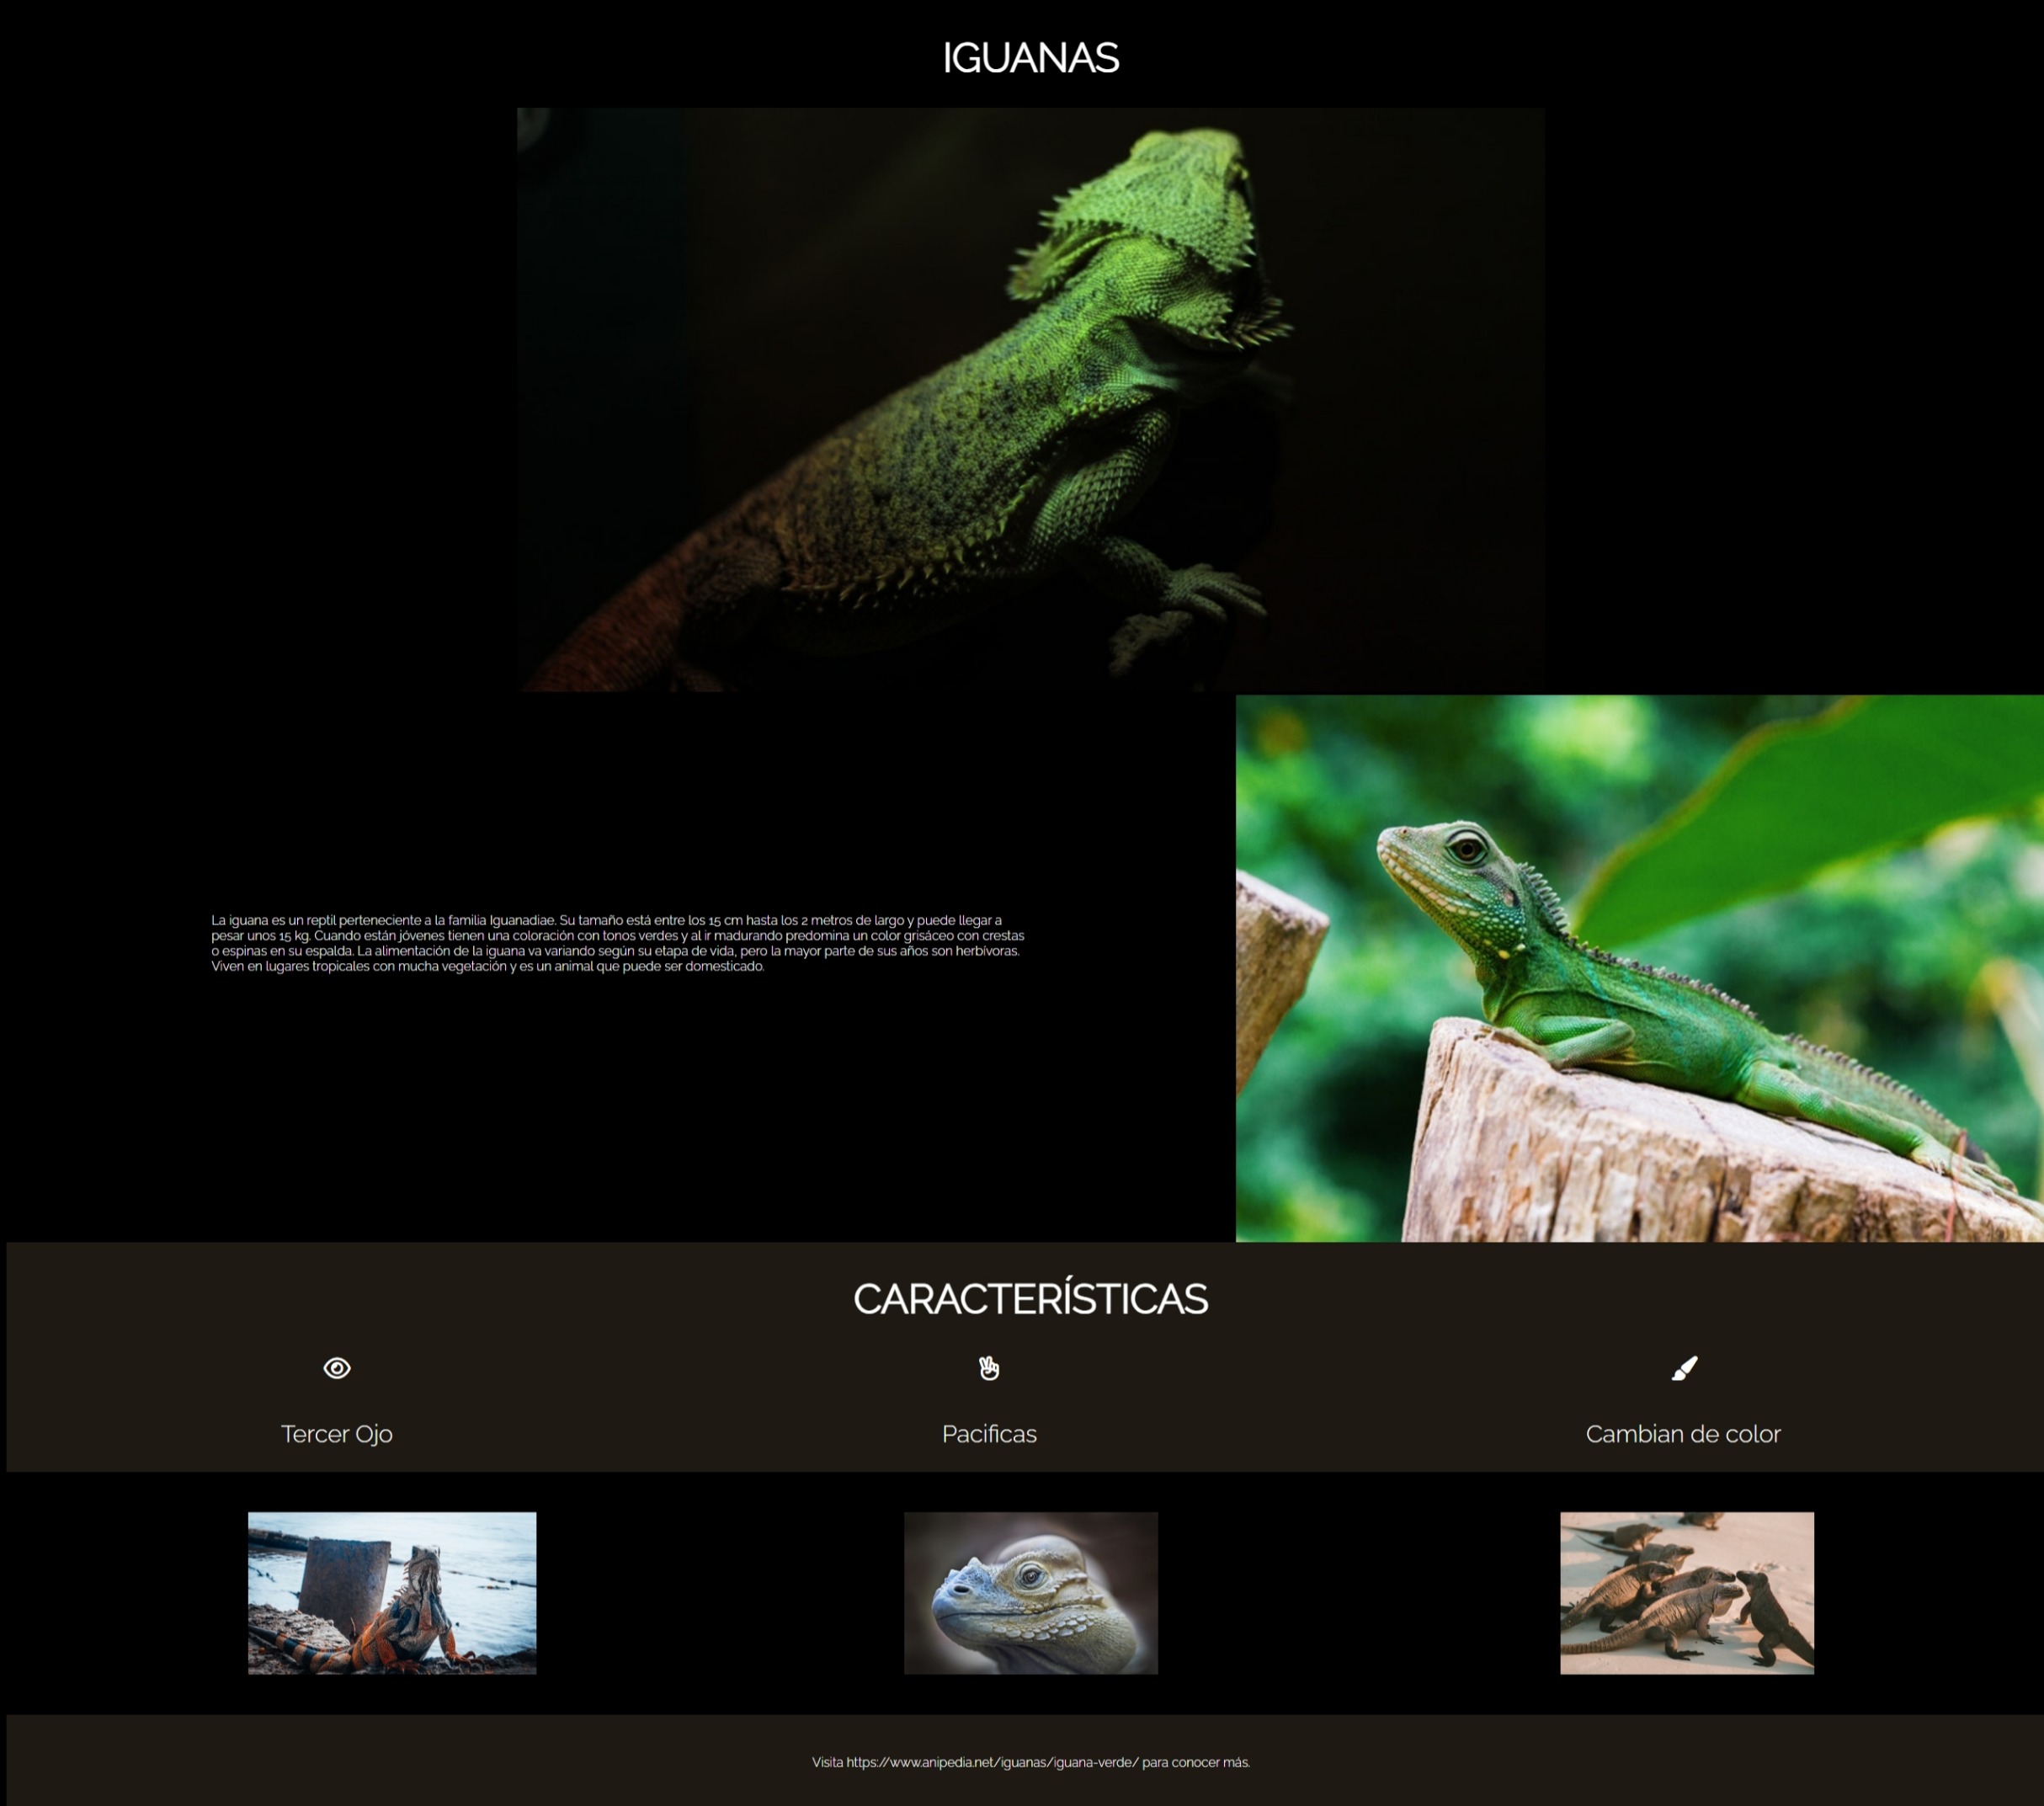 IGUANAS
La iguana es un reptil perteneciente a la familia Iguanadiae. Su tamaño está entre los 15 cm hasta los 2 metros de largo y puede llegar a
pesar unos 15 kg. Cuando están jóvenes tienen una coloración con tonos verdes y al ir madurando predomina un color grisáceo con crestas
o espinas en su espalda. La alimentación de la iguana va variando según su etapa de vida, pero la mayor parte de sus años son herbívoras.
Viven en lugares tropicales con mucha vegetación y es un animal que puede ser domesticado.
CARACTERÍSTICAS
Tercer Ojo
Pacificas
Cambian de color
Visita https://www.anipedia.net/iguanas/iguana-verde/ para conocer más.